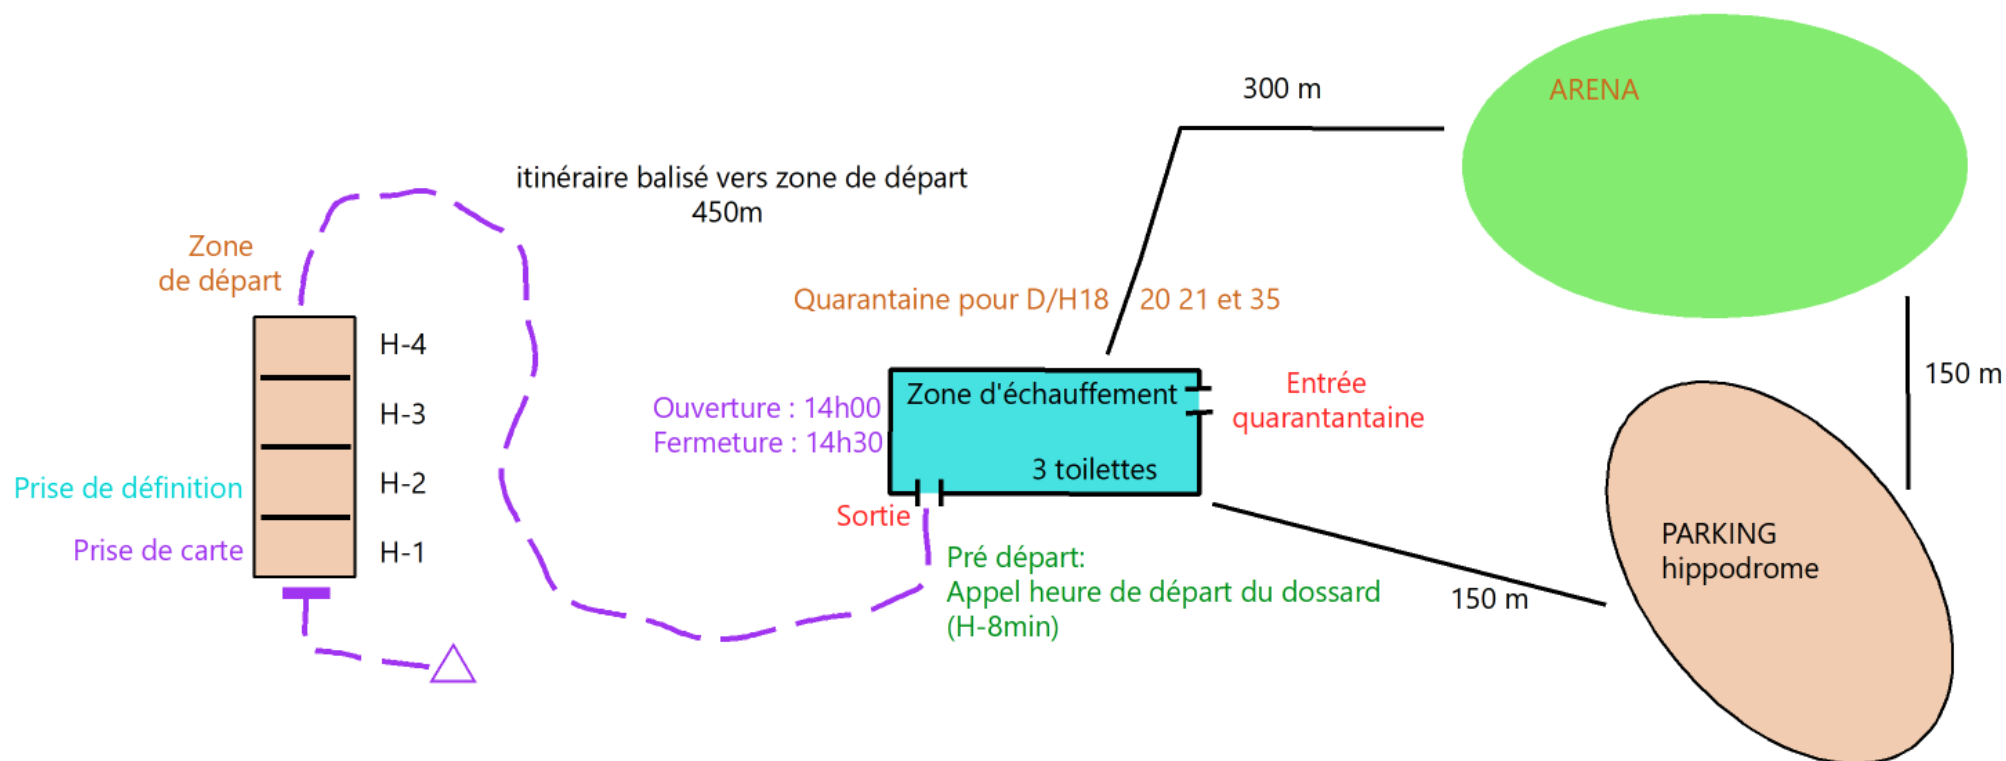 ARENA
300 m
itinéraire balisé vers zone de départ
450m
Zone
de départ
Quarantaine pour D/H18 20 21 et 35
H-4
H-3
H-2
H-1
Prise de définition
Prise de carte
Ouverture : 14h00
Fermeture : 14h30
Zone d'échauffement
3 toilettes
Entrée
quarantantaine
Sortie
Pré départ:
Appel heure de départ du dossard
(H-8min)
150 m
150 m
PARKING
hippodrome